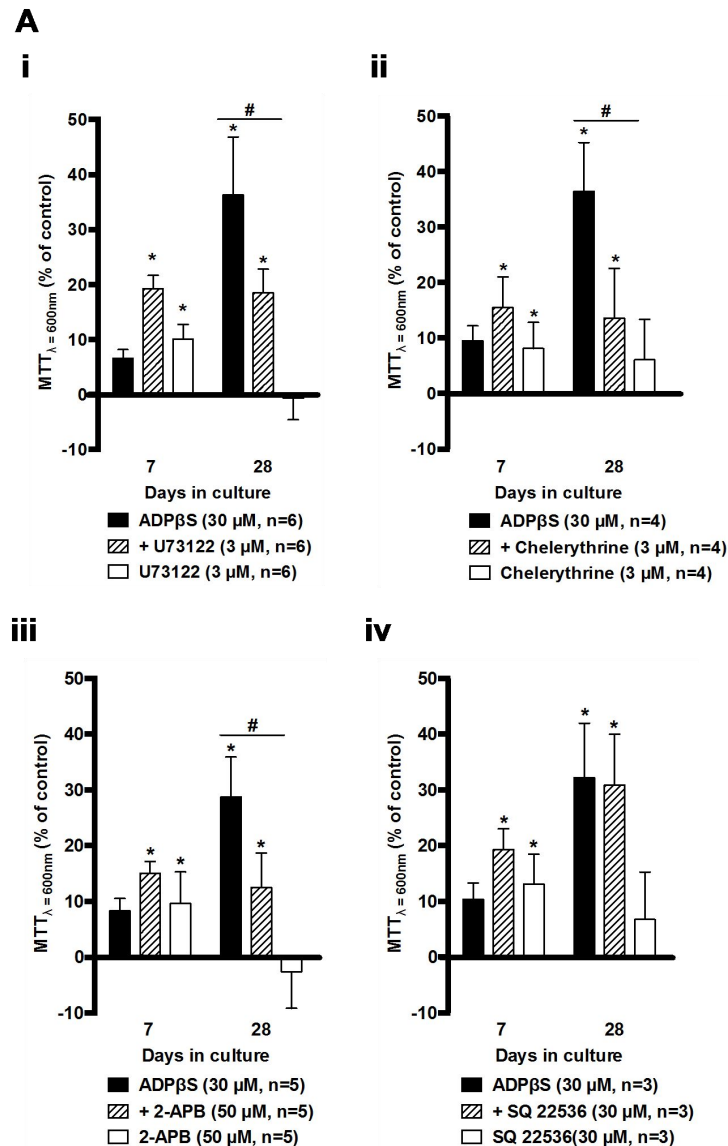 A
i
50
40
30
20
10
0
-10
MTTλ = 600nm (% of control)
*
*
*
*
#
7
28
Days in culture
ADPβS (30 µM, n=6)
+ U73122 (3 µM, n=6)
U73122 (3 µM, n=6)
ii
50
40
30
20
10
0
-10
MTTλ = 600nm (% of control)
*
*
*
*
#
7
28
Days in culture
ADPβS (30 µM, n=4)
+ Chelerythrine (3 µM, n=4)
Chelerythrine (3 µM, n=4)
iii
50
40
30
20
10
0
-10
MTTλ = 600nm (% of control)
*
*
*
*
#
7
28
Days in culture
ADPβS (30 µM, n=5)
+ 2-APB (50 µM, n=5)
2-APB (50 µM, n=5)
iv
50
40
30
20
10
0
-10
MTTλ = 600nm (% of control)
*
*
*
*
7
28
Days in culture
ADPβS (30 µM, n=3)
+ SQ 22536 (30 µM, n=3)
SQ 22536(30 µM, n=3)